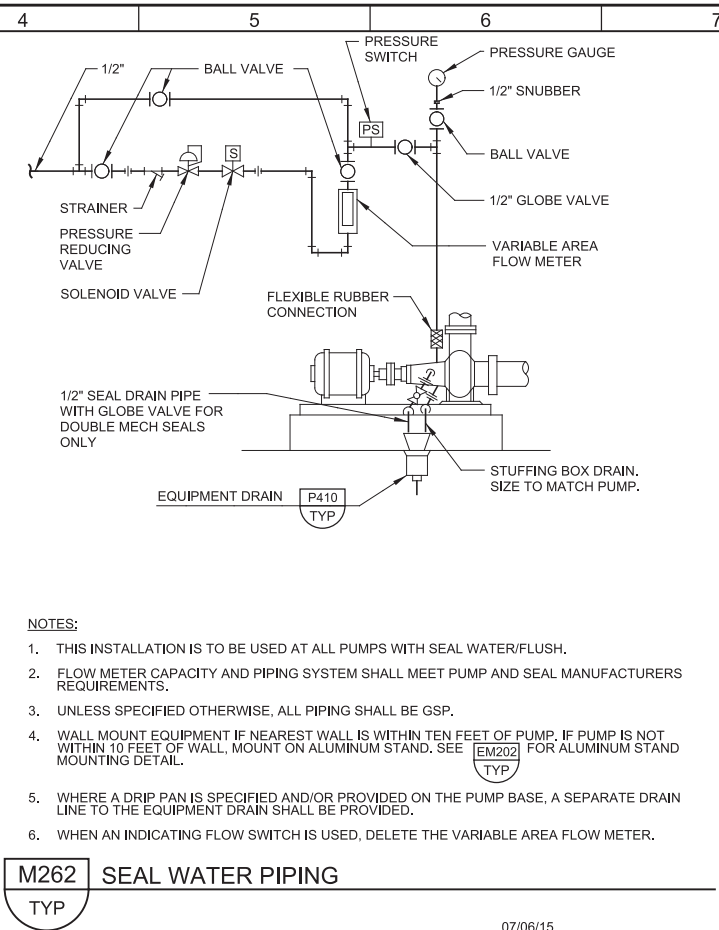 4 5 6 7
PRESSURE
SWITCH
PRESSURE GAUGE
1/2"
BALL VALVE
1/2" SNUBBER
PS
BALL VALVE
S
STRAINER
1/2" GLOBE VALVE
PRESSURE
REDUCING
VALVE
VARIABLE AREA
FLOW METER
SOLENOID VALVE
FLEXIBLE RUBBER
CONNECTION
1/2" SEAL DRAIN PIPE
WITH GLOBE VALVE FOR
DOUBLE MECH SEALS
ONLY
STUFFING BOX DRAIN.
SIZE TO MATCH PUMP.
EQUIPMENT DRAIN
P410
TYP
NOTES:
1. THIS INSTALLATION IS TO BE USED AT ALL PUMPS WITH SEAL WATER/FLUSH.
2. FLOW METER CAPACITY AND PIPING SYSTEM SHALL MEET PUMP AND SEAL MANUFACTURERS
REQUIREMENTS.
3. UNLESS SPECIFIED OTHERWISE, ALL PIPING SHALL BE GSP.
4. WALL MOUNT EQUIPMENT IF NEAREST WALL IS WITHIN TEN FEET OF PUMP. IF PUMP IS NOT
WITHIN 10 FEET OF WALL, MOUNT ON ALUMINUM STAND. SEE EM202 FOR ALUMINUM STAND
MOUNTING DETAIL.
TYP
5. WHERE A DRIP PAN IS SPECIFIED AND/OR PROVIDED ON THE PUMP BASE, A SEPARATE DRAIN
LINE TO THE EQUIPMENT DRAIN SHALL BE PROVIDED.
6. WHEN AN INDICATING FLOW SWITCH IS USED, DELETE THE VARIABLE AREA FLOW METER.
M262 SEAL WATER PIPING
TYP
07/06/15